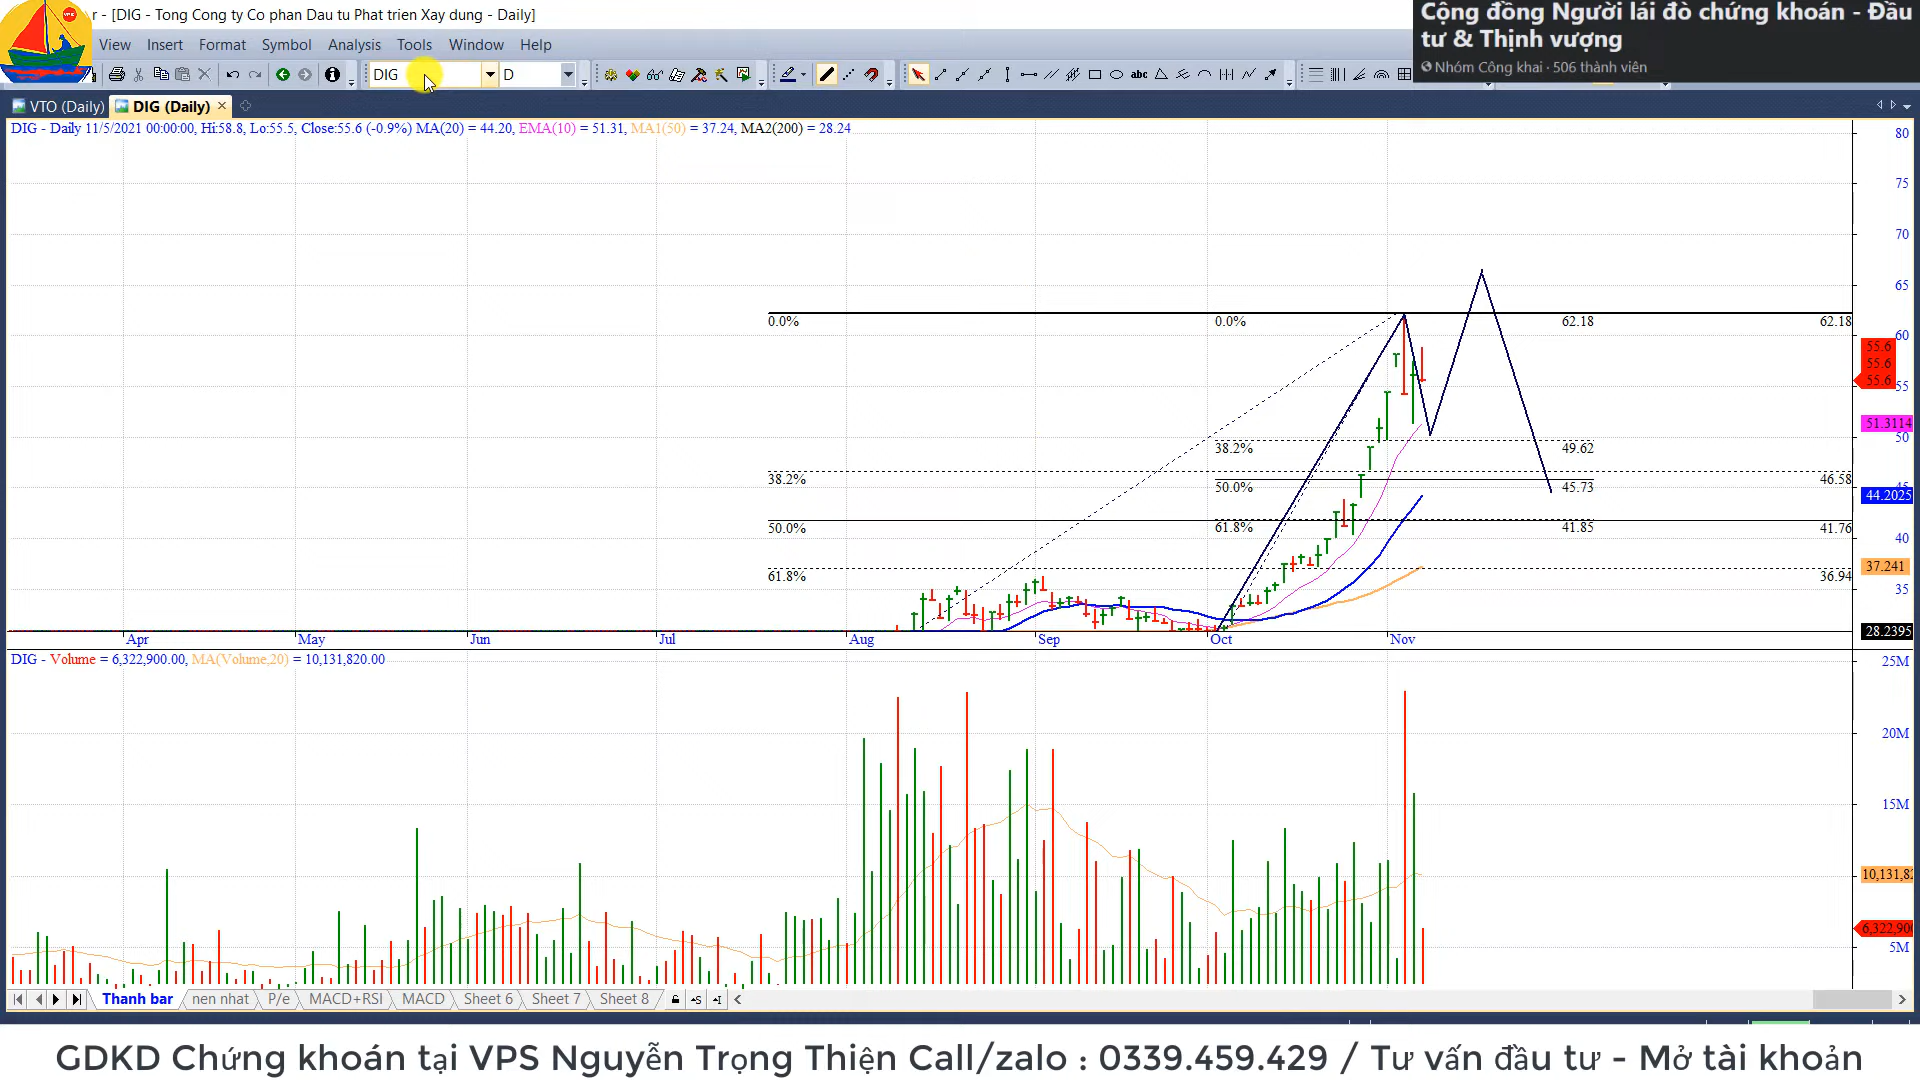 r - [DIG - Tong Cong ty Co phan Dau tu Phat trien Xay dung - Daily]
Cộng đồng Người lái đò chứng khoán - Đầu
tư & Thịnh vượng
Nhóm Công khai · 506 thành viên
View Insert Format Symbol Analysis Tools Window Help
DIG D abc
VTO (Daily) DIG (Daily)
DIG - Daily 11/5/2021 00:00:00, Hi:58.8, Lo:55.5, Close:55.6 (-0.9%) MA(20) = 44.20, EMA(10) = 51.31, MA1(50) = 37.24, MA2(200) = 28.24
80
75
70
65
0.0% 0.0% 62.18 62.18
60
55.6
55.6
55.6
55
51.3114
50
38.2% 49.62
38.2% 46.58
50.0% 45.73
45
44.2025
50.0% 61.8% 41.85 41.76
40
37.241
61.8% 36.94
35
28.2395
Apr May Jun Jul Aug Sep Oct Nov
DIG - Volume = 6,322,900.00, MA(Volume,20) = 10,131,820.00
25M
20M
15M
10,131,82
6,322,900
5M
Thanh bar nen nhat P/e MACD+RSI MACD Sheet 6 Sheet 7 Sheet 8
GDKD Chứng khoán tại VPS Nguyễn Trọng Thiện Call/zalo : 0339.459.429 / Tư vấn đầu tư - Mở tài khoản